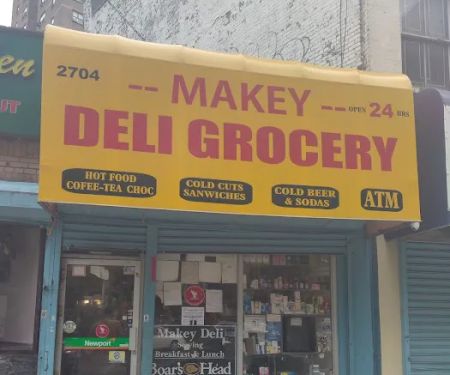 en
UT
2704
-- MAKEY --
OPEN 24 HRS
DELI GROCERY
HOT FOOD
COFEE-TEA CHOC
COLD CUTS
SANWICHES
COLD BEER
& SODAS
ATM
Newport
Makey Deli
Serving
Breakfast & Lunch
Boar's Head